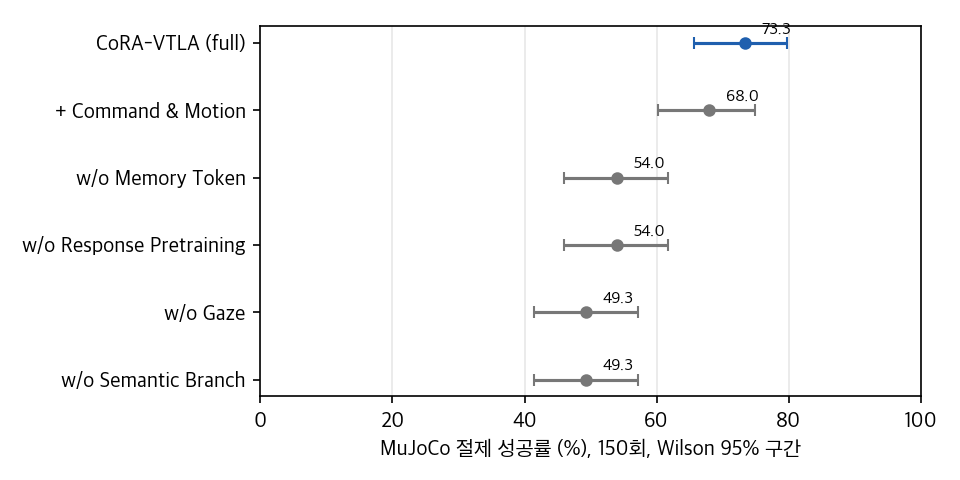 CoRA-VTLA (full) 73.3
+ Command & Motion 68.0
w/o Memory Token 54.0
w/o Response Pretraining 54.0
w/o Gaze 49.3
w/o Semantic Branch 49.3
0 20 40 60 80 100
MuJoCo 절제 성공률 (%), 150회, Wilson 95% 구간